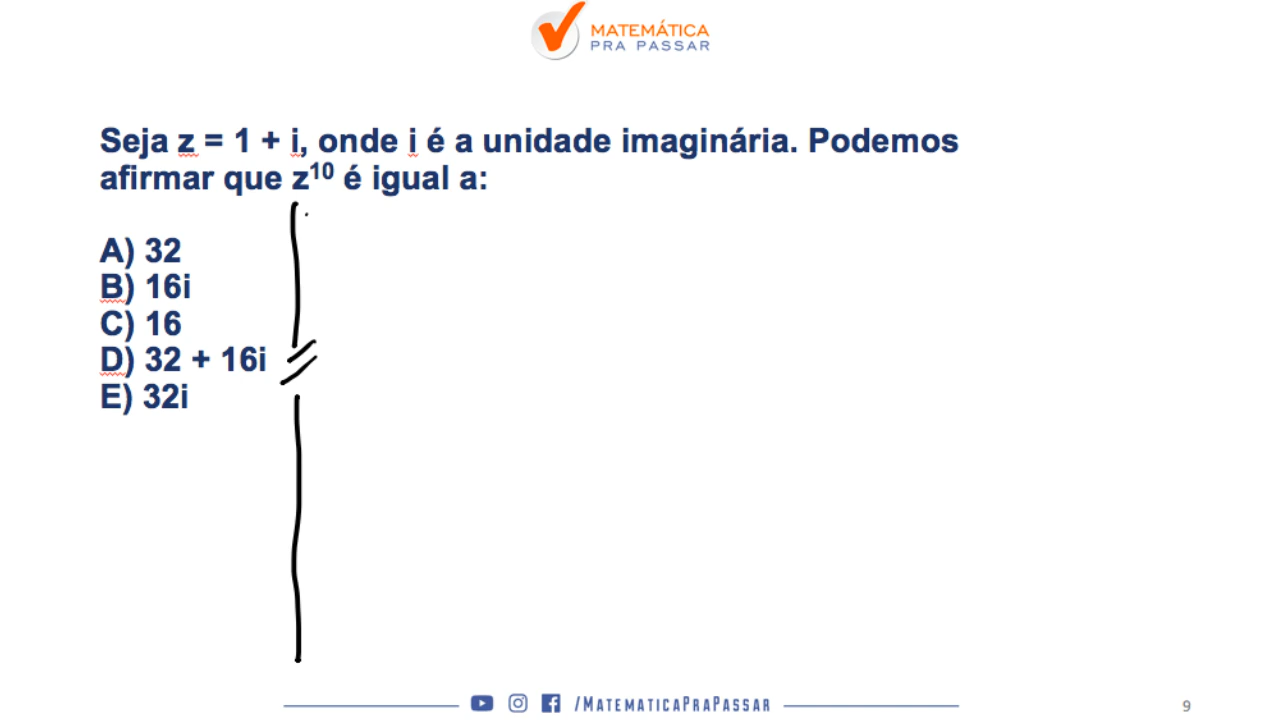 MATEMÁTICA
PRA PASSAR
Seja z = 1 + i, onde i é a unidade imaginária. Podemos
afirmar que z¹⁰ é igual a:
A) 32
B) 16i
C) 16
D) 32 + 16i
E) 32i
/MATEMATICAPRAPASSAR
9